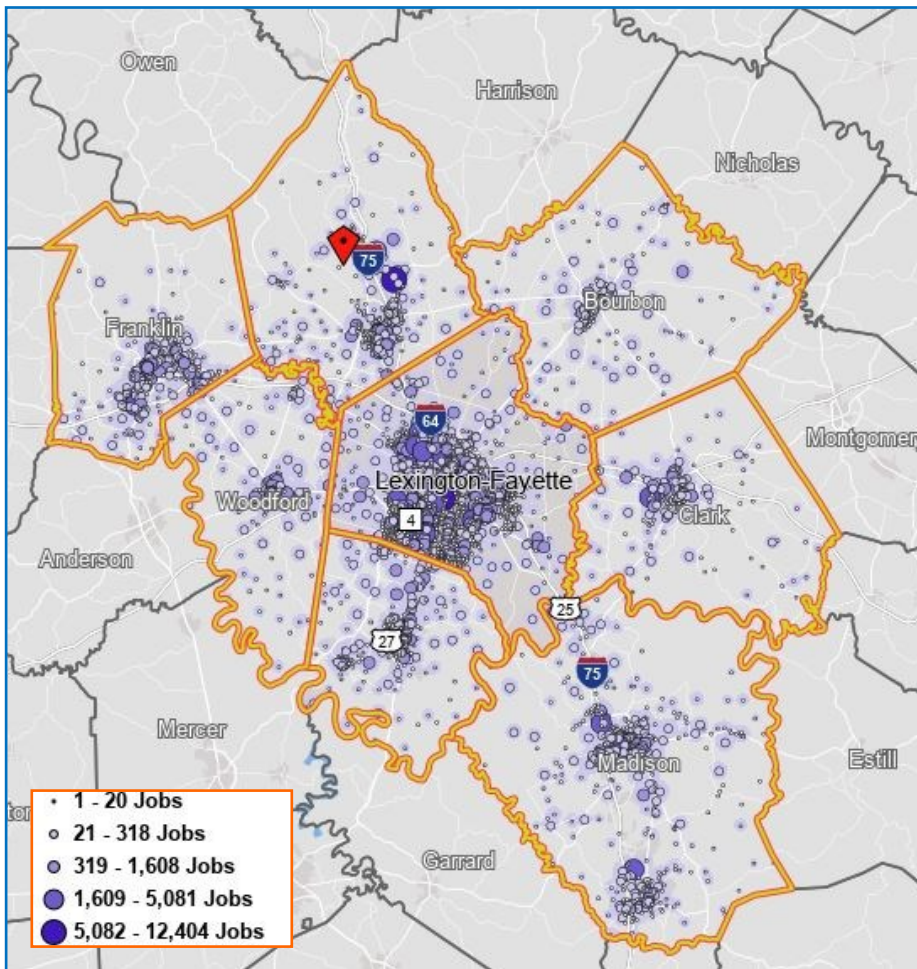 Owen
Harrison
Nicholas
75
Bourbon
Franklin
64
Montgomery
Lexington-Fayette
Woodford
4
Clark
Anderson
25
27
75
Mercer
Madison
Estill
Garrard
1 - 20 Jobs
21 - 318 Jobs
319 - 1,608 Jobs
1,609 - 5,081 Jobs
5,082 - 12,404 Jobs